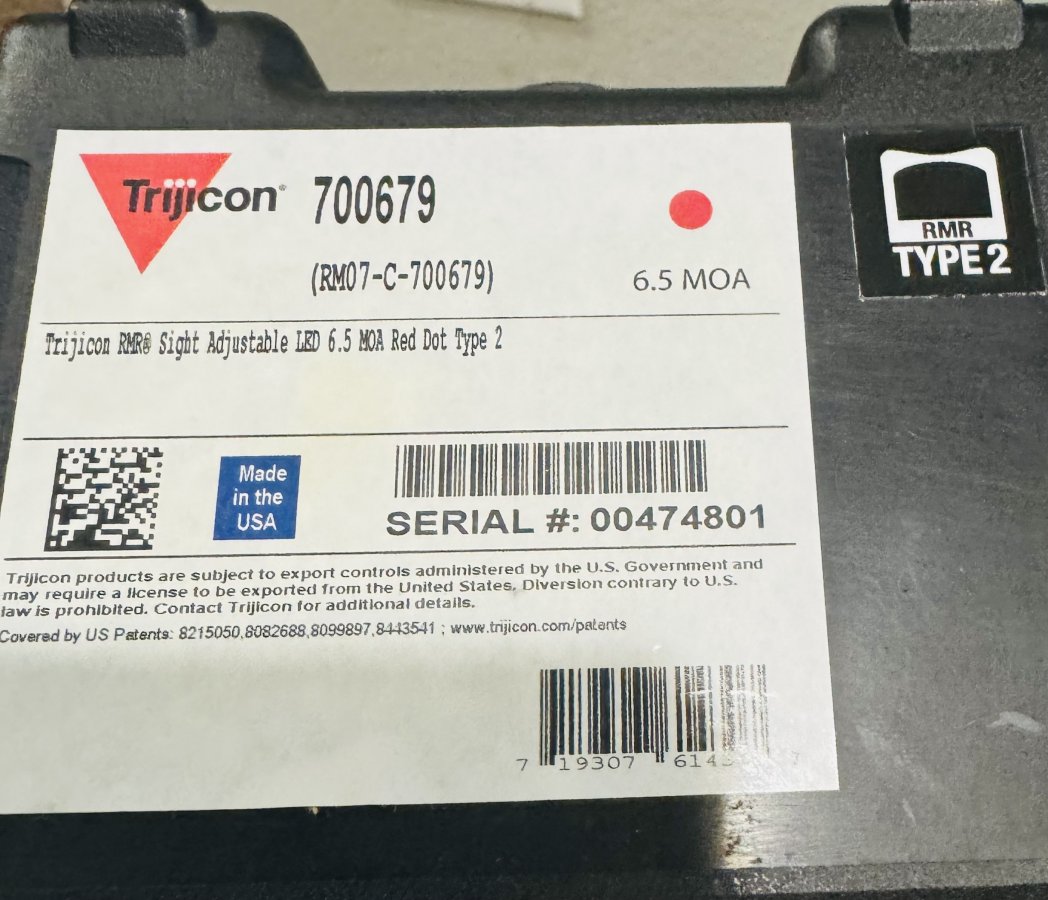 Trijicon® 700679
(RM07-C-700679)
6.5 MOA
RMR
TYPE 2
Trijicon RMR® Sight Adjustable LED 6.5 MOA Red Dot Type 2
Made
in the
USA
SERIAL #: 00474801
Trijicon products are subject to export controls administered by the U.S. Government and
may require a license to be exported from the United States. Diversion contrary to U.S.
law is prohibited. Contact Trijicon for additional details.
Covered by US Patents: 8215050,8082688,8099897,8443541 ; www.trijicon.com/patents
7 19307